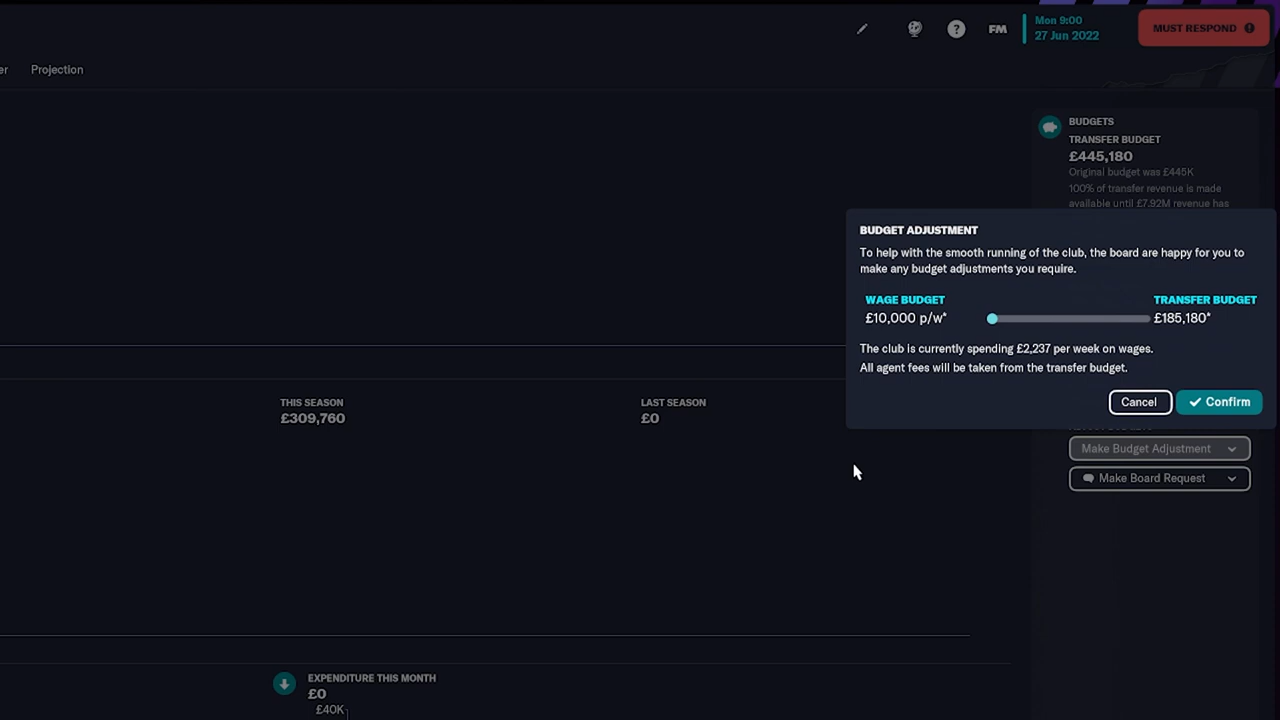 Mon 9:00
27 Jun 2022
MUST RESPOND
FM
er
Projection
BUDGETS
TRANSFER BUDGET
£445,180
Original budget was £445K
100% of transfer revenue is made
available until £7.92M revenue has
BUDGET ADJUSTMENT
To help with the smooth running of the club, the board are happy for you to
make any budget adjustments you require.
WAGE BUDGET
TRANSFER BUDGET
£10,000 p/w*
£185,180*
The club is currently spending £2,237 per week on wages.
All agent fees will be taken from the transfer budget.
Cancel
Confirm
THIS SEASON
£309,760
LAST SEASON
£0
Make Budget Adjustment
Make Board Request
EXPENDITURE THIS MONTH
£0
£40K